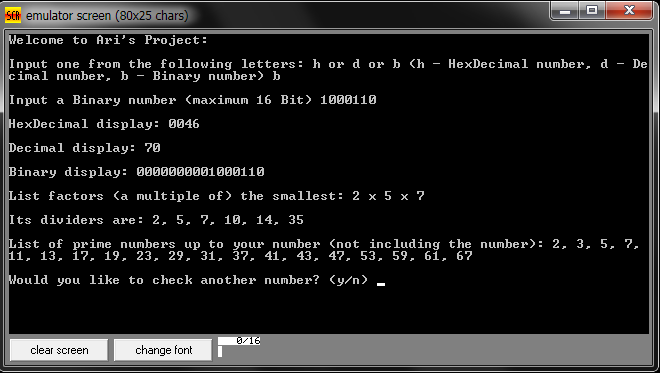 emulator screen (80x25 chars)
Welcome to Ari's Project:
Input one from the following letters: h or d or b (h - HexDecimal number, d - De
cimal number, b - Binary number) b
Input a Binary number (maximum 16 Bit) 1000110
HexDecimal display: 0046
Decimal display: 70
Binary display: 0000000001000110
List factors (a multiple of) the smallest: 2 x 5 x 7
Its dividers are: 2, 5, 7, 10, 14, 35
List of prime numbers up to your number (not including the number): 2, 3, 5, 7,
11, 13, 17, 19, 23, 29, 31, 37, 41, 43, 47, 53, 59, 61, 67
Would you like to check another number? (y/n)
clear screen
change font
0/16